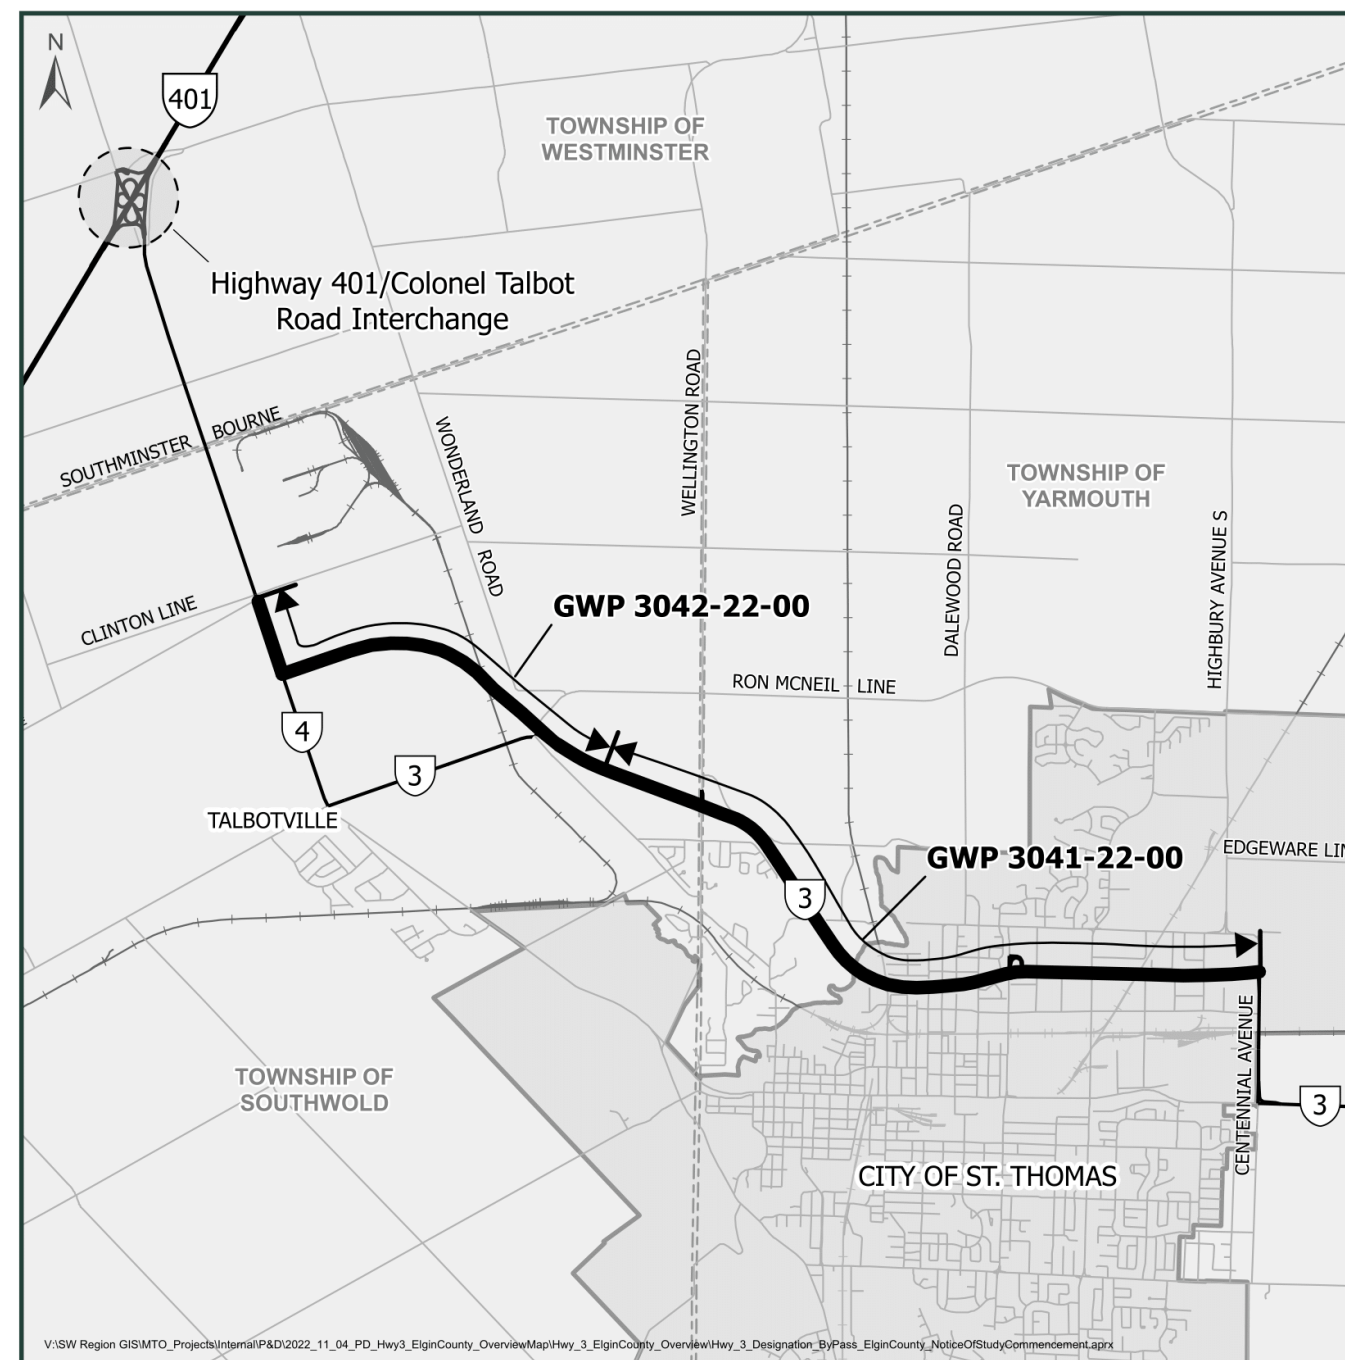 N
401
TOWNSHIP OF
WESTMINSTER
Highway 401/Colonel Talbot
Road Interchange
SOUTHMINSTER BOURNE
WONDERLAND ROAD
WELLINGTON ROAD
TOWNSHIP OF
YARMOUTH
DALEWOOD ROAD
HIGHBURY AVENUE S
CLINTON LINE
GWP 3042-22-00
RON MCNEIL LINE
4
3
TALBOTVILLE
GWP 3041-22-00
EDGEWARE LIN
3
CENTENNIAL AVENUE
TOWNSHIP OF
SOUTHWOLD
3
CITY OF ST. THOMAS
V:\SW Region GIS\MTO_Projects\Internal\P&D\2022_11_04_PD_Hwy3_ElginCounty_OverviewMap\Hwy_3_ElginCounty_Overview\Hwy_3_Designation_ByPass_ElginCounty_NoticeOfStudyCommencement.aprx